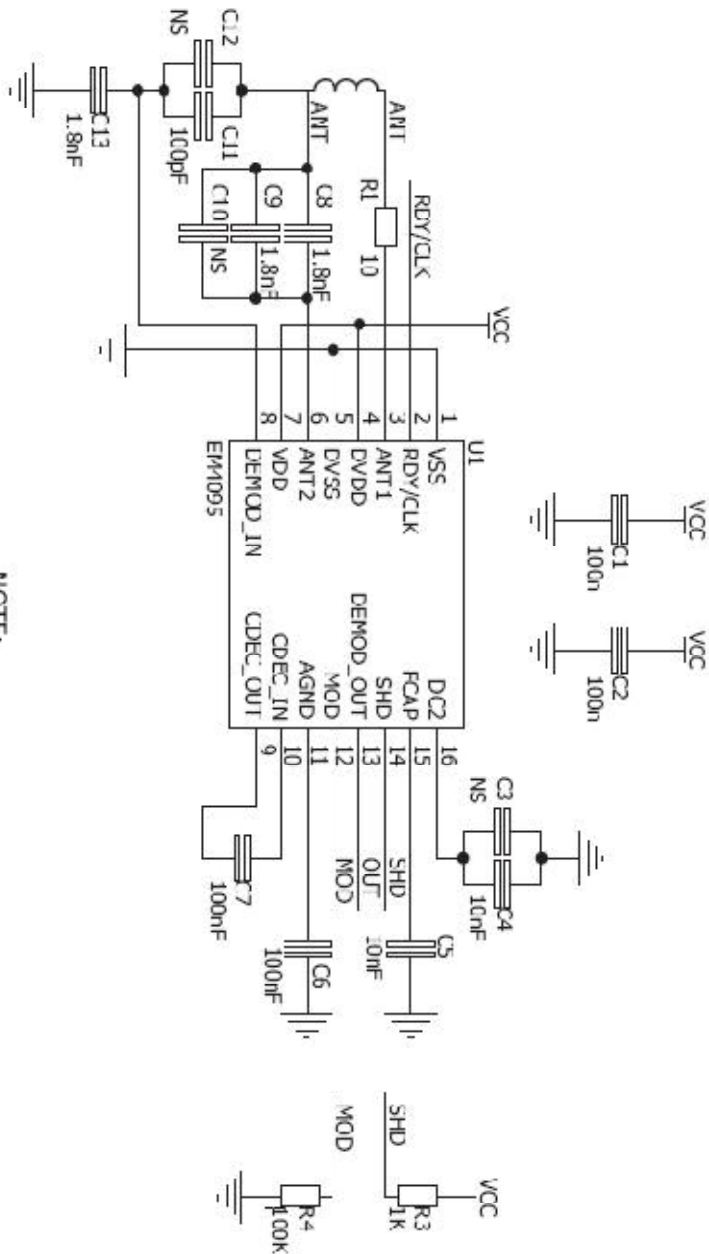 C12
NS
C11
100pF
C13
1.8nF
ANT
ANT
R1
10
RDY/CLK
C8
1.8nF
C9
1.8nF
C10
NS
VCC
U1
EM4095
1
2
3
4
5
6
7
8
VSS
RDY/CLK
ANT1
DVDD
DVSS
ANT2
VDD
DEMOD_IN
DC2
FCAP
SHD
DEMOD_OUT
MOD
AGND
CDEC_IN
CDEC_OUT
16
15
14
13
12
11
10
9
VCC
C1
100n
VCC
C2
100n
C3
NS
C4
10nF
SHD
OUT
MOD
C5
10nF
C6
100nF
C7
100nF
SHD
MOD
VCC
R3
1K
R4
100K